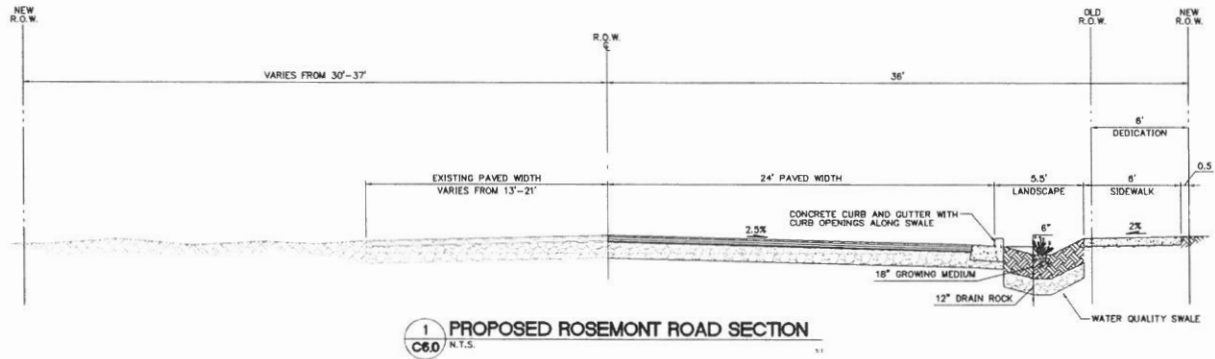 NEW
R.O.W.
OLD
R.O.W.
NEW
R.O.W.
R.O.W.
VARIES FROM 30'-37'
36'
6'
DEDICATION
EXISTING PAVED WIDTH
VARIES FROM 13'-21'
24' PAVED WIDTH
5.5'
LANDSCAPE
6'
SIDEWALK
0.5
CONCRETE CURB AND GUTTER WITH
CURB OPENINGS ALONG SWALE
2.5%
6"
2%
18" GROWING MEDIUM
12" DRAIN ROCK
WATER QUALITY SWALE
1
C6.0
PROPOSED ROSEMONT ROAD SECTION
N.T.S.